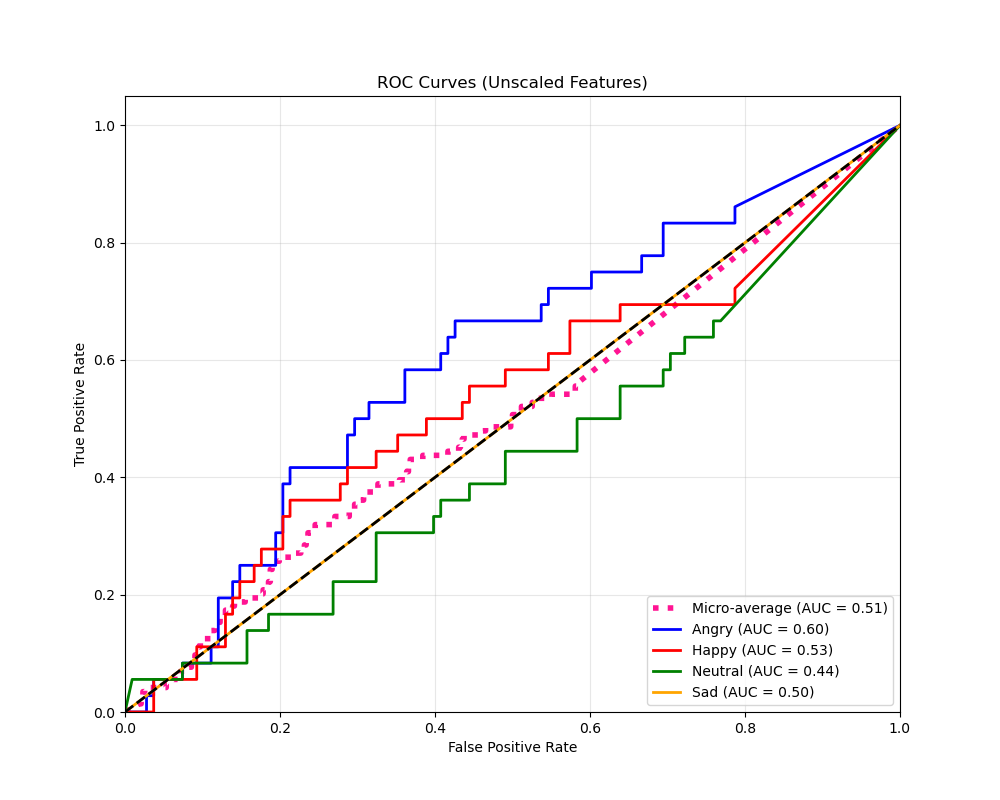 ROC Curves (Unscaled Features)
True Positive Rate
1.0
0.8
0.6
0.4
0.2
0.0
Micro-average (AUC = 0.51)
Angry (AUC = 0.60)
Happy (AUC = 0.53)
Neutral (AUC = 0.44)
Sad (AUC = 0.50)
0.0 0.2 0.4 0.6 0.8 1.0
False Positive Rate